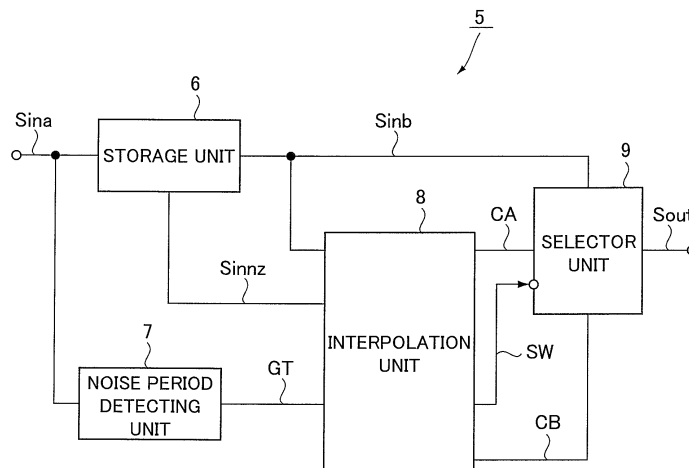 5
6
Sina
STORAGE UNIT
Sinb
9
8
CA
SELECTOR
UNIT
Sout
Sinnz
7
NOISE PERIOD
DETECTING
UNIT
GT
INTERPOLATION
UNIT
SW
CB